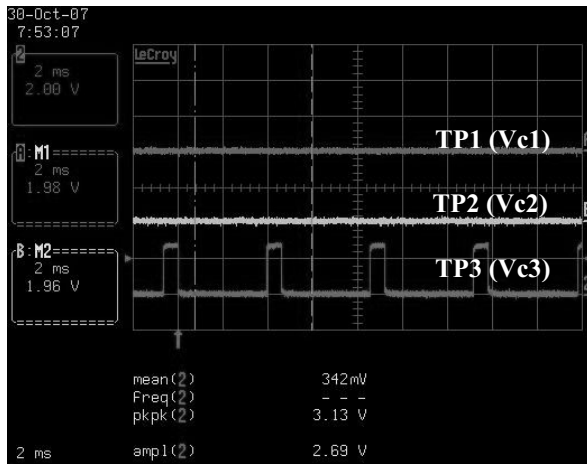 30-Oct-07
7:53:07
2
2 ms
2.00 V
LeCroy
A:M1
2 ms
1.98 V
B:M2
2 ms
1.96 V
TP1 (Vc1)
TP2 (Vc2)
TP3 (Vc3)
mean(2) 342mV
freq(2) - - -
pkpk(2) 3.13 V
2 ms
ampl(2) 2.69 V